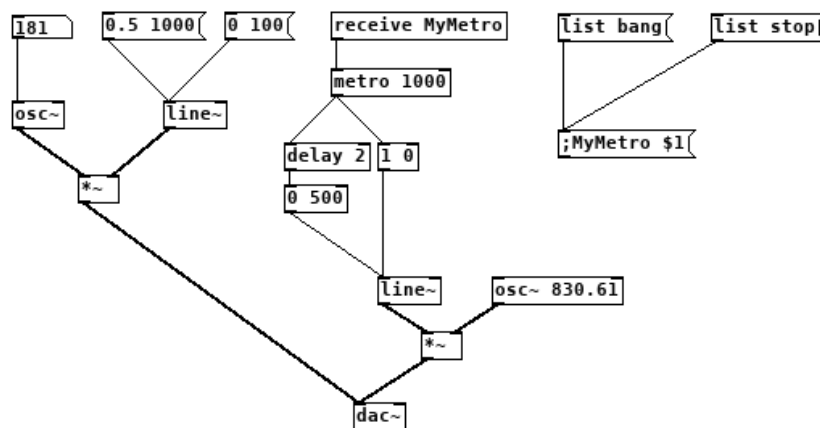 181
0.5 1000
0 100
receive MyMetro
list bang
list stop
metro 1000
osc~
line~
delay 2
1 0
;MyMetro $1
*~
0 500
line~
osc~ 830.61
*~
dac~